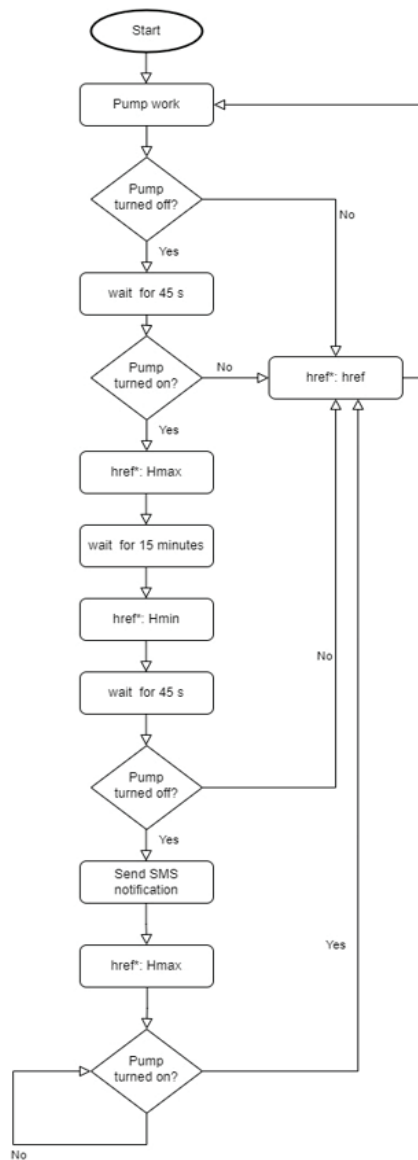 Start
Pump work
Pump
turned off?
No
Yes
wait for 45 s
Pump
turned on?
No
href*: href
Yes
href*: Hmax
wait for 15 minutes
href*: Hmin
No
wait for 45 s
Pump
turned off?
Yes
Send SMS
notification
Yes
href*: Hmax
Pump
turned on?
No